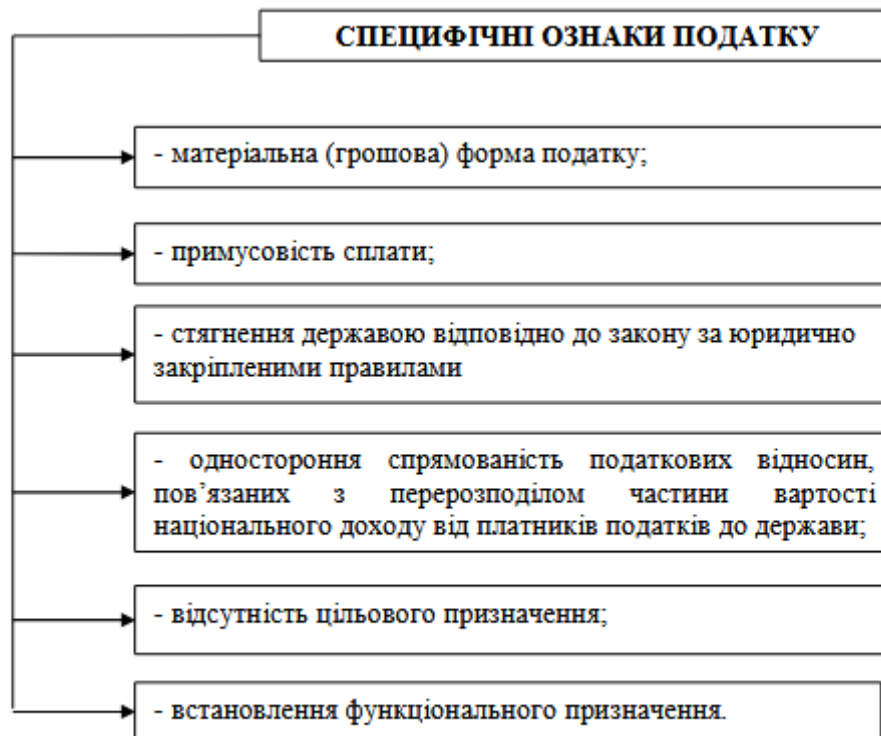 СПЕЦИФІЧНІ ОЗНАКИ ПОДАТКУ
- матеріальна (грошова) форма податку;
- примусовість сплати;
- стягнення державою відповідно до закону за юридично
закріпленими правилами
- одностороння спрямованість податкових відносин,
пов’язаних з перерозподілом частини вартості
національного доходу від платників податків до держави;
- відсутність цільового призначення;
- встановлення функціонального призначення.